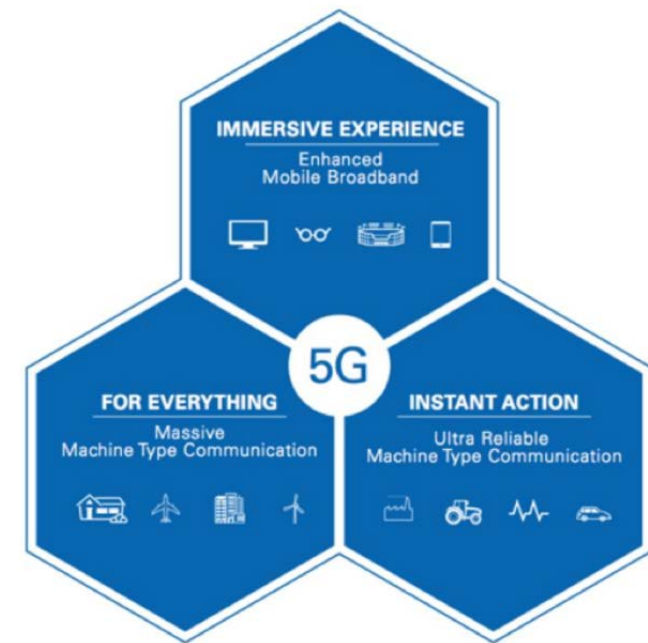 IMMERSIVE EXPERIENCE
Enhanced
Mobile Broadband
5G
FOR EVERYTHING
Massive
Machine Type Communication
INSTANT ACTION
Ultra Reliable
Machine Type Communication